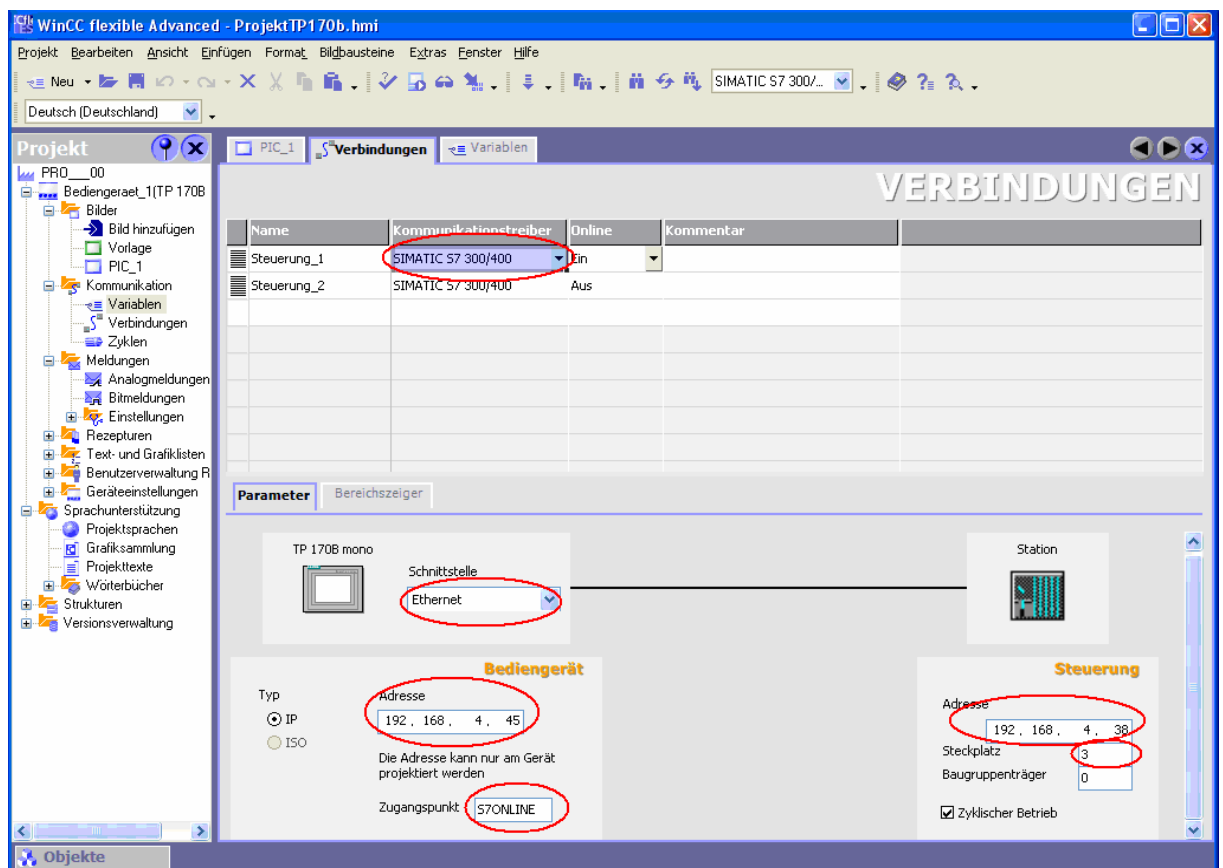 WinCC flexible Advanced - ProjektTP170b.hmi
Projekt Bearbeiten Ansicht Einfügen Format Bildbausteine Extras Fenster Hilfe
Neu SIMATIC S7 300/...
Deutsch (Deutschland)
Projekt
PIC_1 Verbindungen Variablen
VERBINDUNGEN
PRO___00
Bediengeraet_1(TP 170B
Bilder
Bild hinzufügen
Vorlage
PIC_1
Kommunikation
Variablen
Verbindungen
Zyklen
Meldungen
Analogmeldungen
Bitmeldungen
Einstellungen
Rezepturen
Text- und Grafiklisten
Benutzerverwaltung R
Geräteeinstellungen
Sprachunterstützung
Projektsprachen
Grafiksammlung
Projekttexte
Wörterbücher
Strukturen
Versionsverwaltung
Name Kommunikationstreiber Online Kommentar
Steuerung_1 SIMATIC S7 300/400 Ein
Steuerung_2 SIMATIC S7 300/400 Aus
Parameter Bereichszeiger
TP 170B mono
Schnittstelle
Ethernet
Station
Bediengerät
Typ
IP
ISO
Adresse
192 . 168 . 4 . 45
Die Adresse kann nur am Gerät
projektiert werden
Zugangspunkt S7ONLINE
Steuerung
Adresse
192 . 168 . 4 . 38
Steckplatz 3
Baugruppenträger 0
Zyklischer Betrieb
Objekte